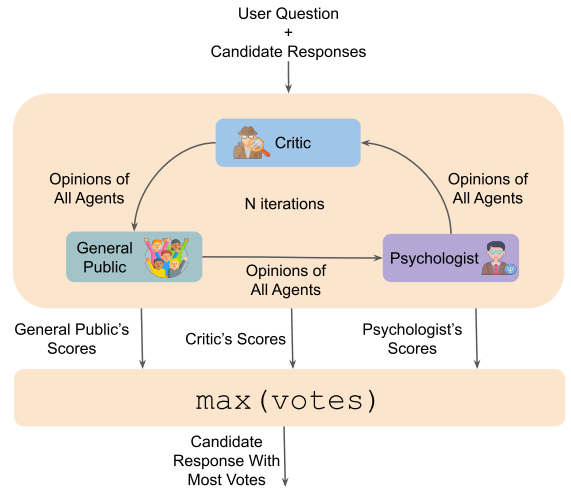 User Question
+
Candidate Responses
Critic
Opinions of
All Agents
Opinions of
All Agents
N iterations
General
Public
Psychologist
Opinions of
All Agents
General Public's
Scores
Critic's Scores
Psychologist's
Scores
max(votes)
Candidate
Response With
Most Votes